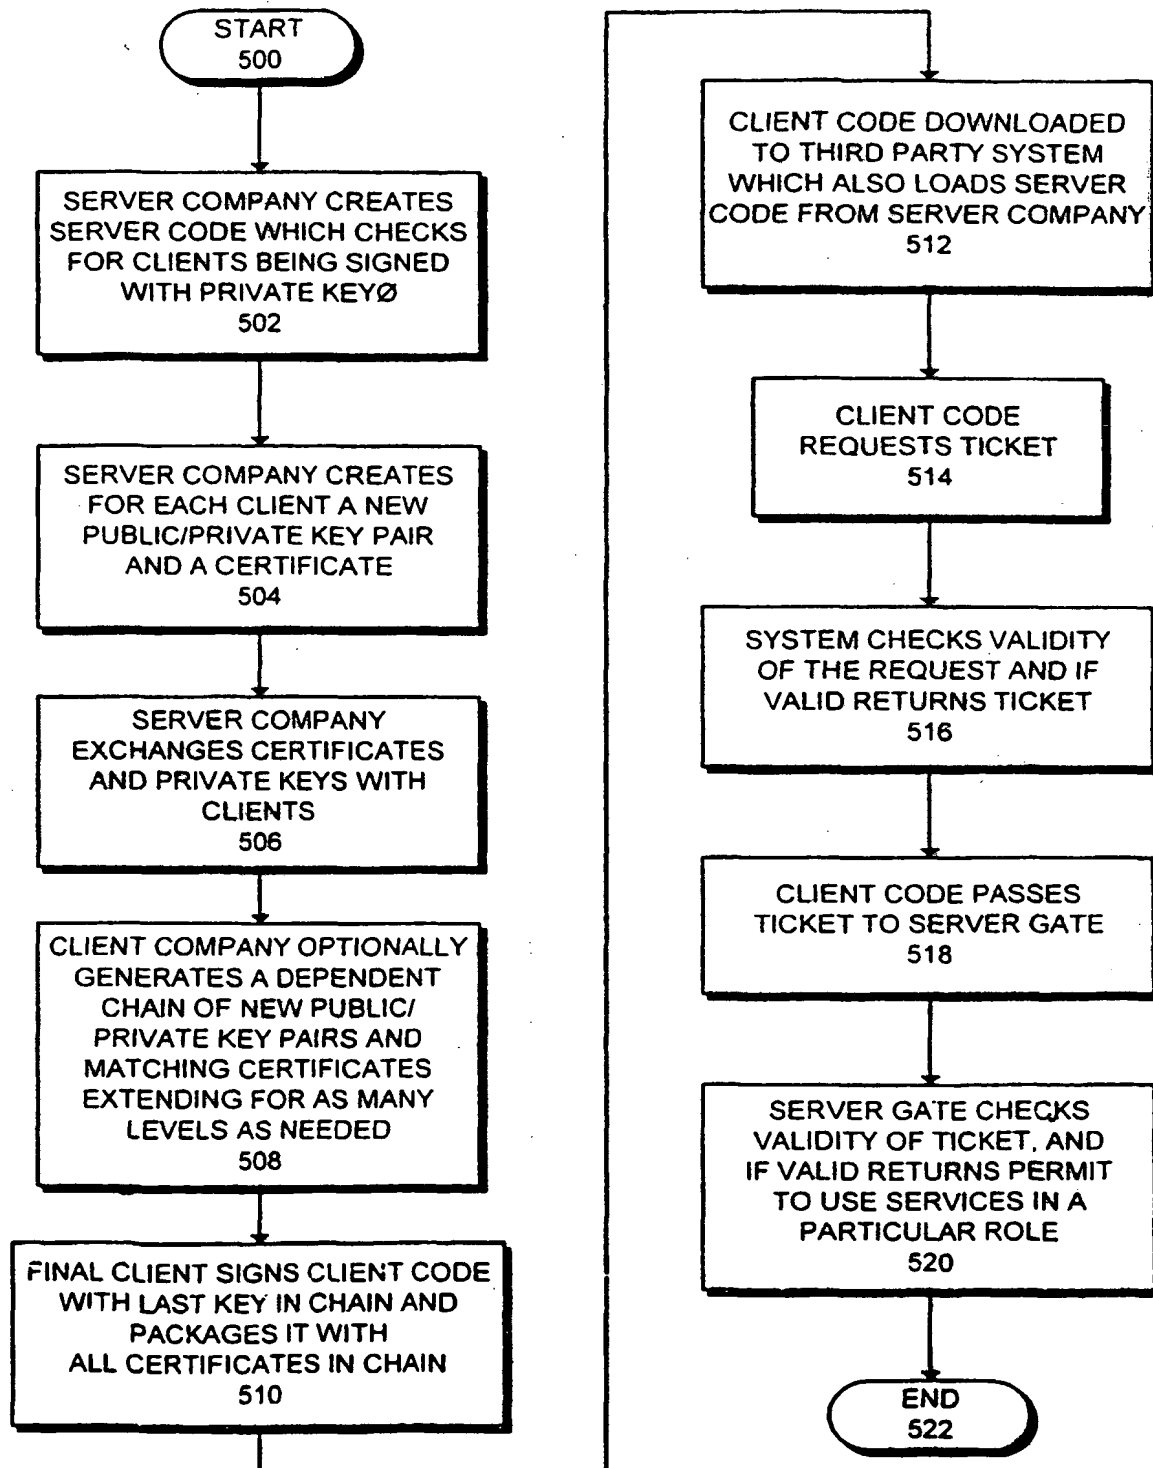 START
500
SERVER COMPANY CREATES
SERVER CODE WHICH CHECKS
FOR CLIENTS BEING SIGNED
WITH PRIVATE KEYØ
502
SERVER COMPANY CREATES
FOR EACH CLIENT A NEW
PUBLIC/PRIVATE KEY PAIR
AND A CERTIFICATE
504
SERVER COMPANY
EXCHANGES CERTIFICATES
AND PRIVATE KEYS WITH
CLIENTS
506
CLIENT COMPANY OPTIONALLY
GENERATES A DEPENDENT
CHAIN OF NEW PUBLIC/
PRIVATE KEY PAIRS AND
MATCHING CERTIFICATES
EXTENDING FOR AS MANY
LEVELS AS NEEDED
508
FINAL CLIENT SIGNS CLIENT CODE
WITH LAST KEY IN CHAIN AND
PACKAGES IT WITH
ALL CERTIFICATES IN CHAIN
510
CLIENT CODE DOWNLOADED
TO THIRD PARTY SYSTEM
WHICH ALSO LOADS SERVER
CODE FROM SERVER COMPANY
512
CLIENT CODE
REQUESTS TICKET
514
SYSTEM CHECKS VALIDITY
OF THE REQUEST AND IF
VALID RETURNS TICKET
516
CLIENT CODE PASSES
TICKET TO SERVER GATE
518
SERVER GATE CHECKS
VALIDITY OF TICKET, AND
IF VALID RETURNS PERMIT
TO USE SERVICES IN A
PARTICULAR ROLE
520
END
522